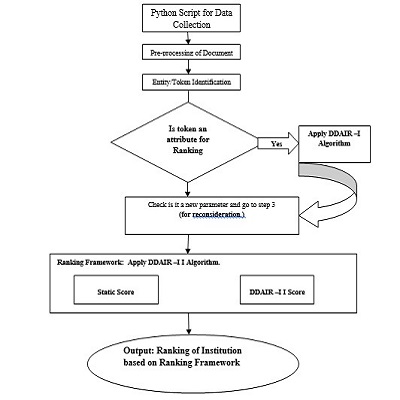 Python Script for Data
Collection
Pre-processing of Document
Entity/Token Identification
Is token an
attribute for
Ranking
Yes
Apply DDAIR –I
Algorithm
Check is it a new parameter and go to step 3
(for reconsideration.)
Ranking Framework: Apply DDAIR –I I Algorithm.
Static Score
DDAIR –I I Score
Output: Ranking of Institution
based on Ranking Framework